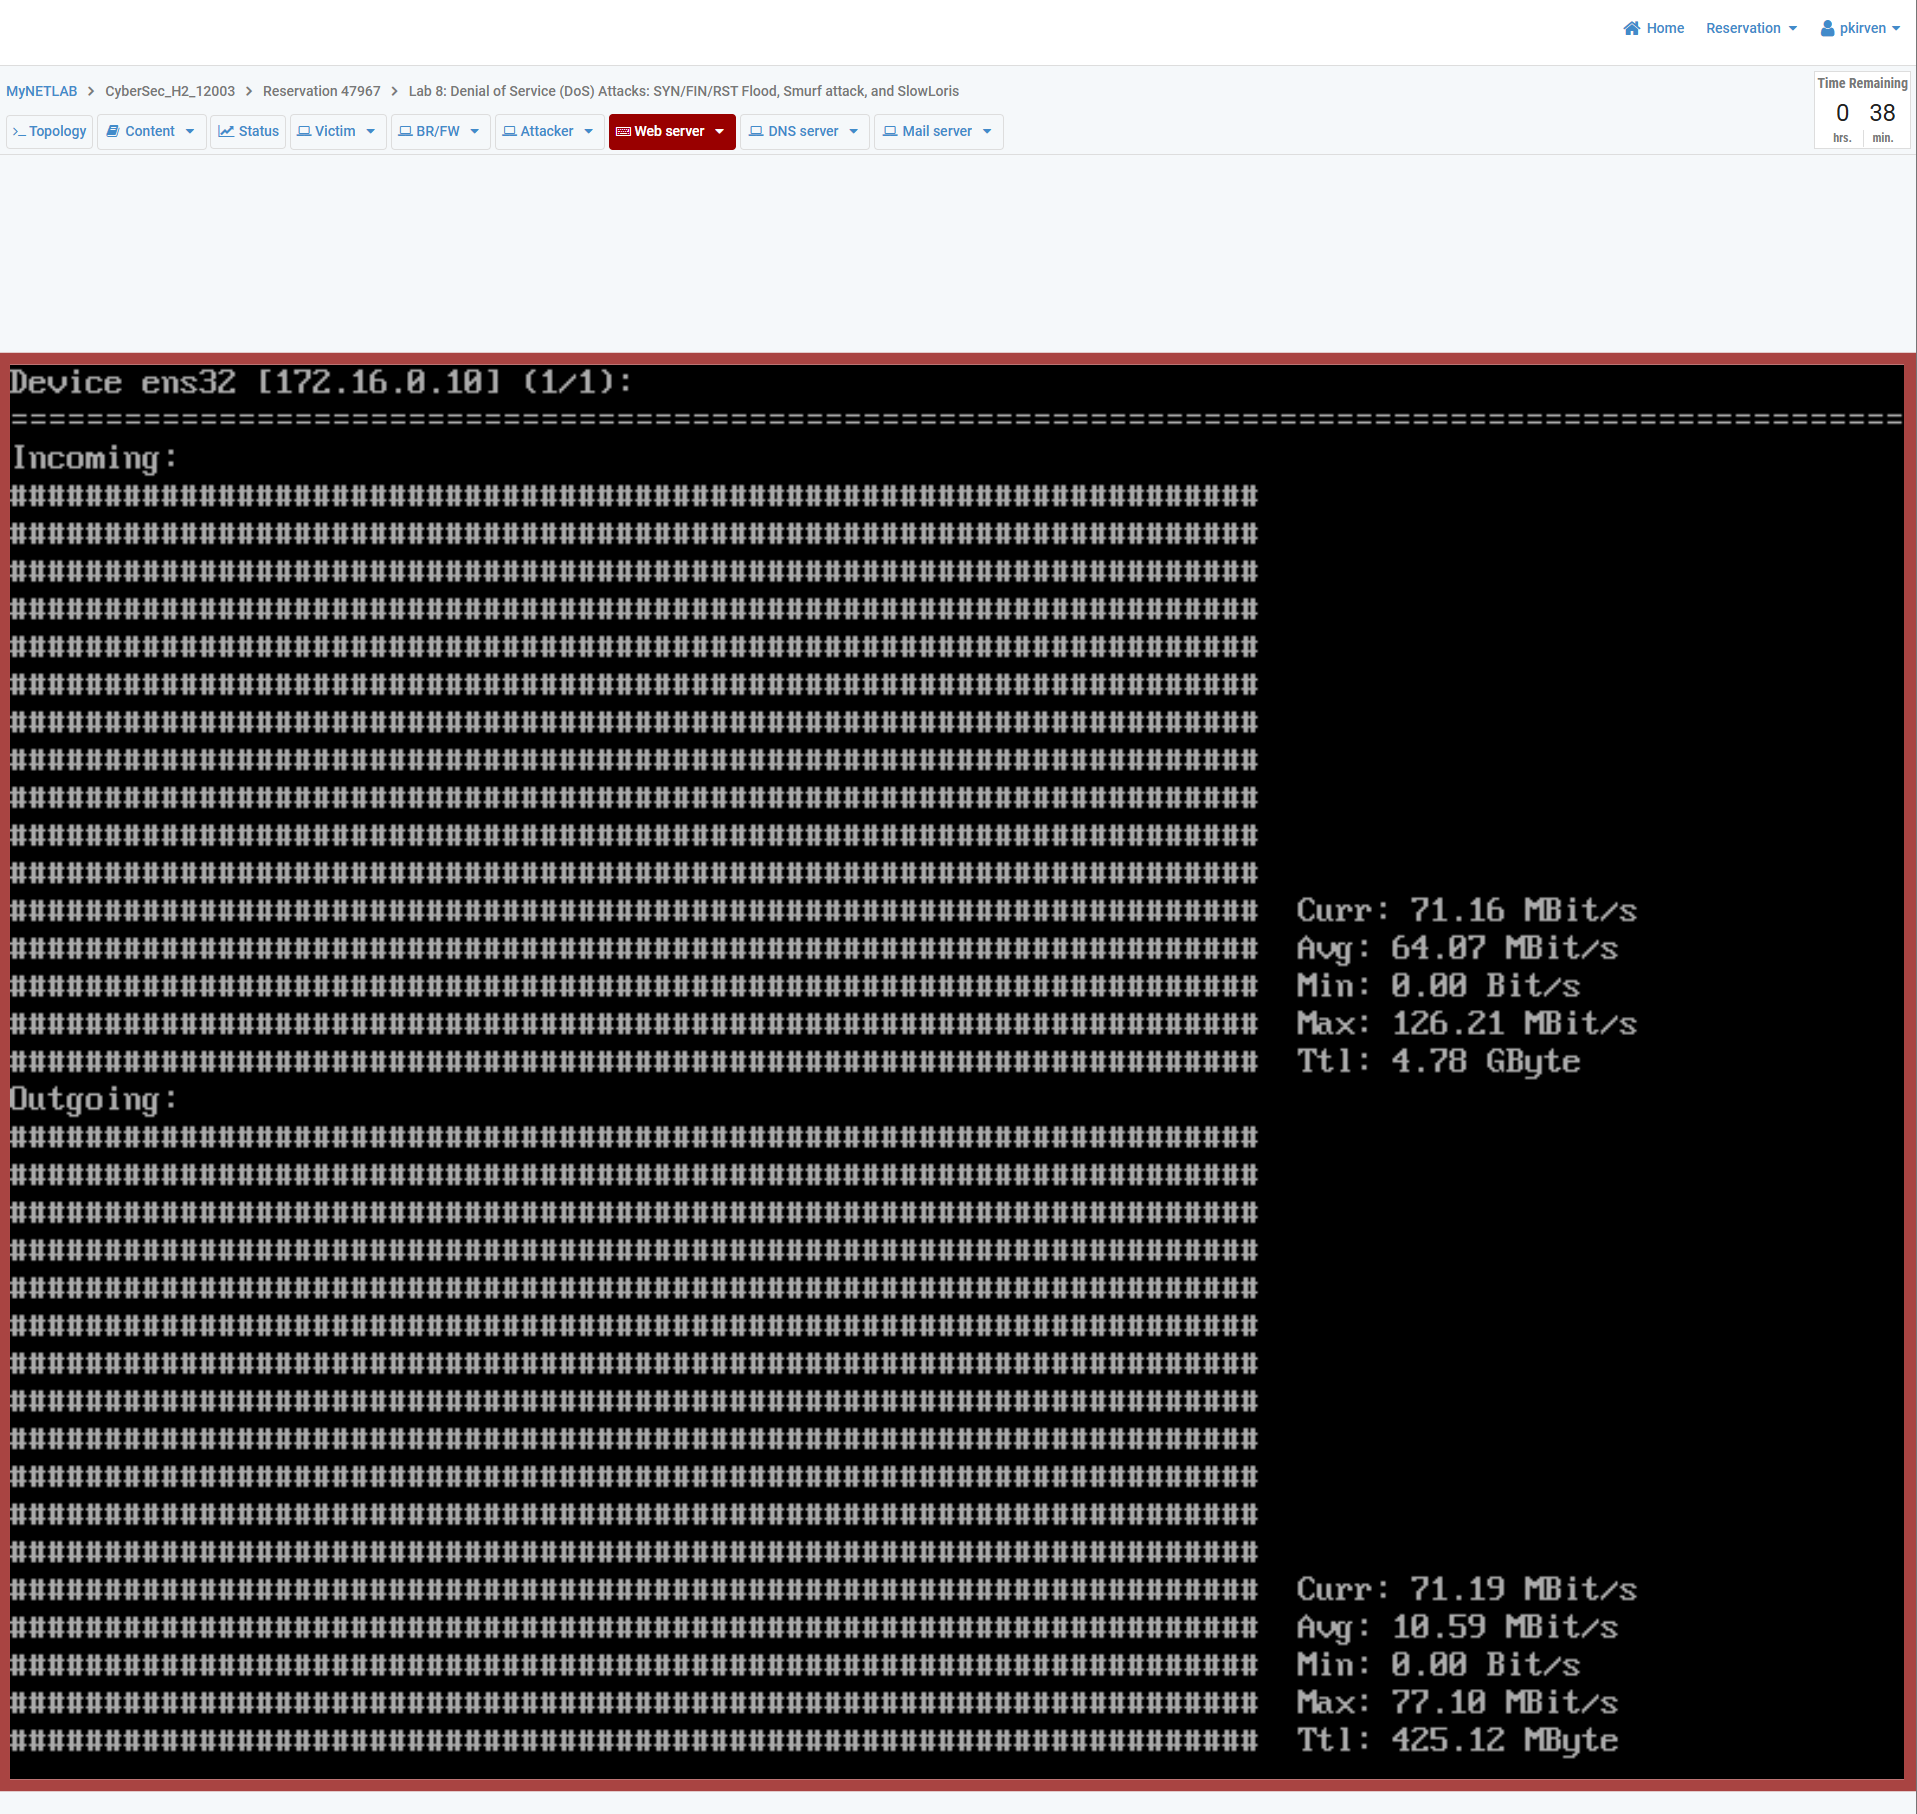 Home Reservation pkirven
MyNETLAB > CyberSec_H2_12003 > Reservation 47967 > Lab 8: Denial of Service (DoS) Attacks: SYN/FIN/RST Flood, Smurf attack, and SlowLoris
Time Remaining
0 38
hrs. min.
>_ Topology Content Status Victim BR/FW Attacker Web server DNS server Mail server
Device ens32 [172.16.0.10] (1/1):
====================================================================================================
Incoming:
##################################################################
##################################################################
##################################################################
##################################################################
##################################################################
##################################################################
##################################################################
##################################################################
##################################################################
##################################################################
##################################################################
################################################################## Curr: 71.16 MBit/s
################################################################## Avg: 64.07 MBit/s
################################################################## Min: 0.00 Bit/s
################################################################## Max: 126.21 MBit/s
################################################################## Ttl: 4.78 GByte
Outgoing:
##################################################################
##################################################################
##################################################################
##################################################################
##################################################################
##################################################################
##################################################################
##################################################################
##################################################################
##################################################################
##################################################################
##################################################################
################################################################## Curr: 71.19 MBit/s
################################################################## Avg: 10.59 MBit/s
################################################################## Min: 0.00 Bit/s
################################################################## Max: 77.10 MBit/s
################################################################## Ttl: 425.12 MByte